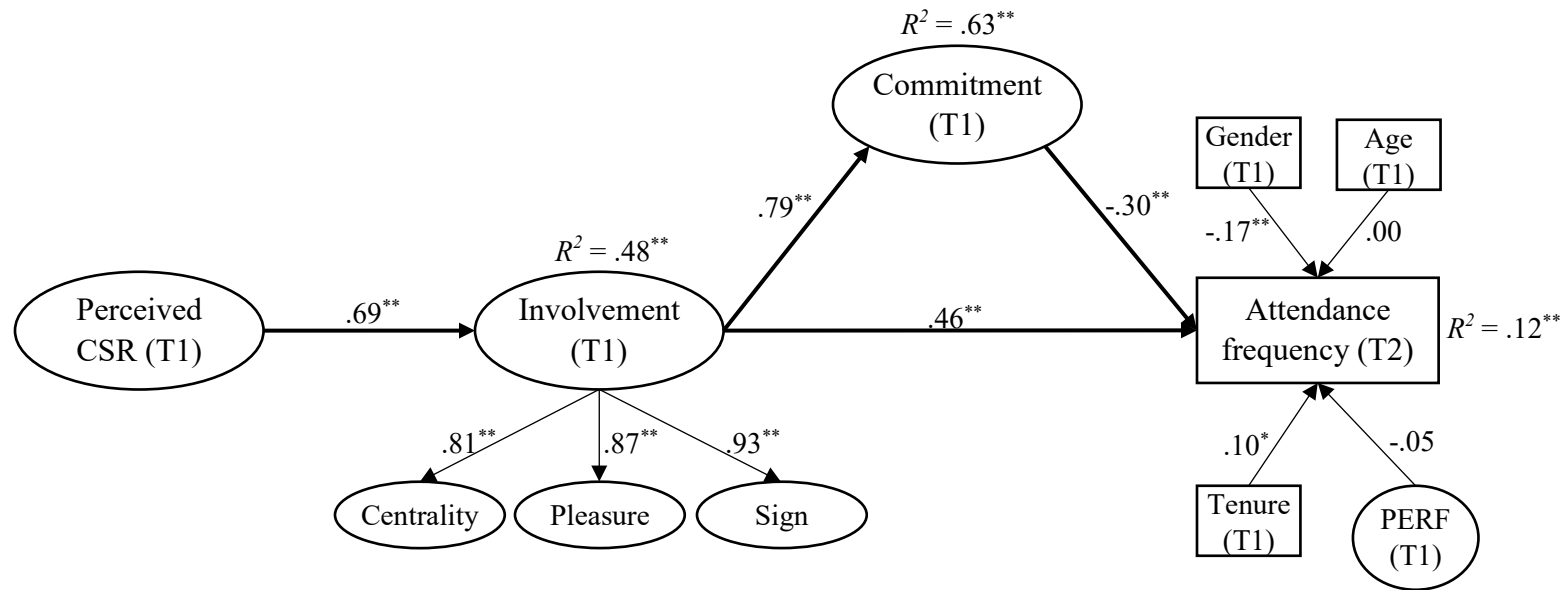 R² = .63**
Commitment
(T1)
Gender
(T1)
Age
(T1)
.79**
-.30**
-.17**
.00
R² = .48**
Perceived
CSR (T1)
.69**
Involvement
(T1)
.46**
Attendance
frequency (T2)
R² = .12**
.81**
.87**
.93**
.10*
-.05
Centrality
Pleasure
Sign
Tenure
(T1)
PERF
(T1)